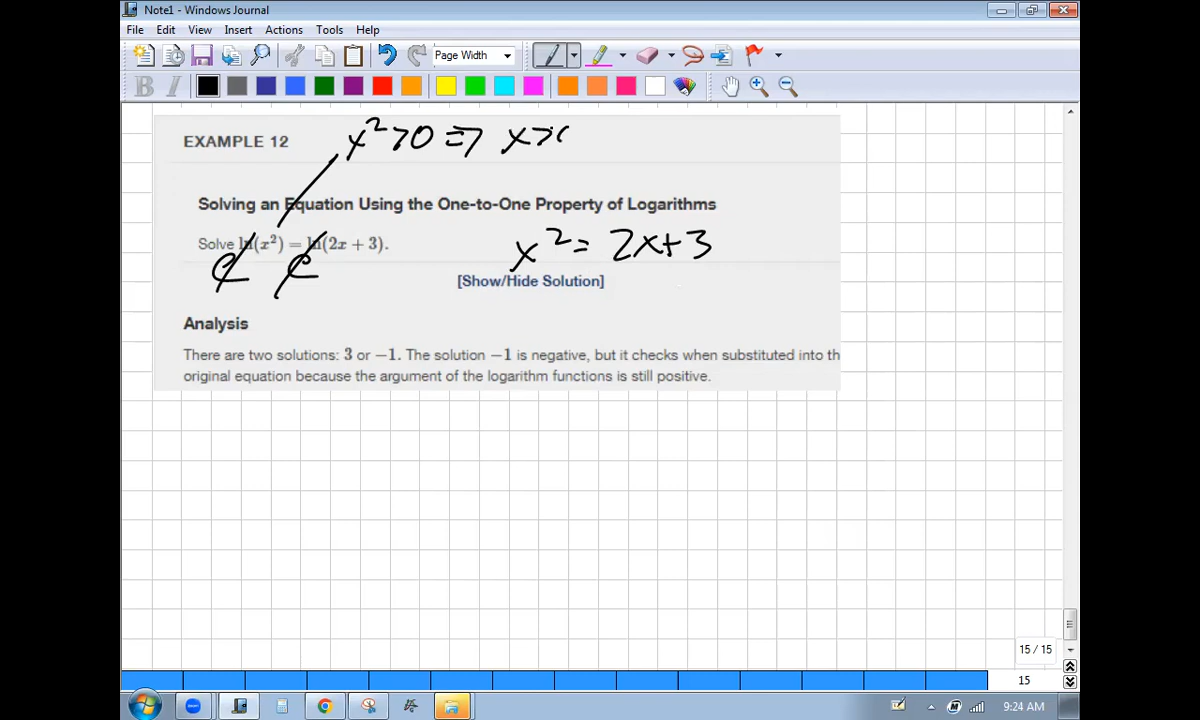 Note1 - Windows Journal
File Edit View Insert Actions Tools Help
Page Width
B I
EXAMPLE 12
x² > 0 ⇒ x >
Solving an Equation Using the One-to-One Property of Logarithms
Solve ln(x²) = ln(2x + 3).
x² = 2x+3
e e
[Show/Hide Solution]
Analysis
There are two solutions: 3 or −1. The solution −1 is negative, but it checks when substituted into th
original equation because the argument of the logarithm functions is still positive.
15 / 15
15
9:24 AM